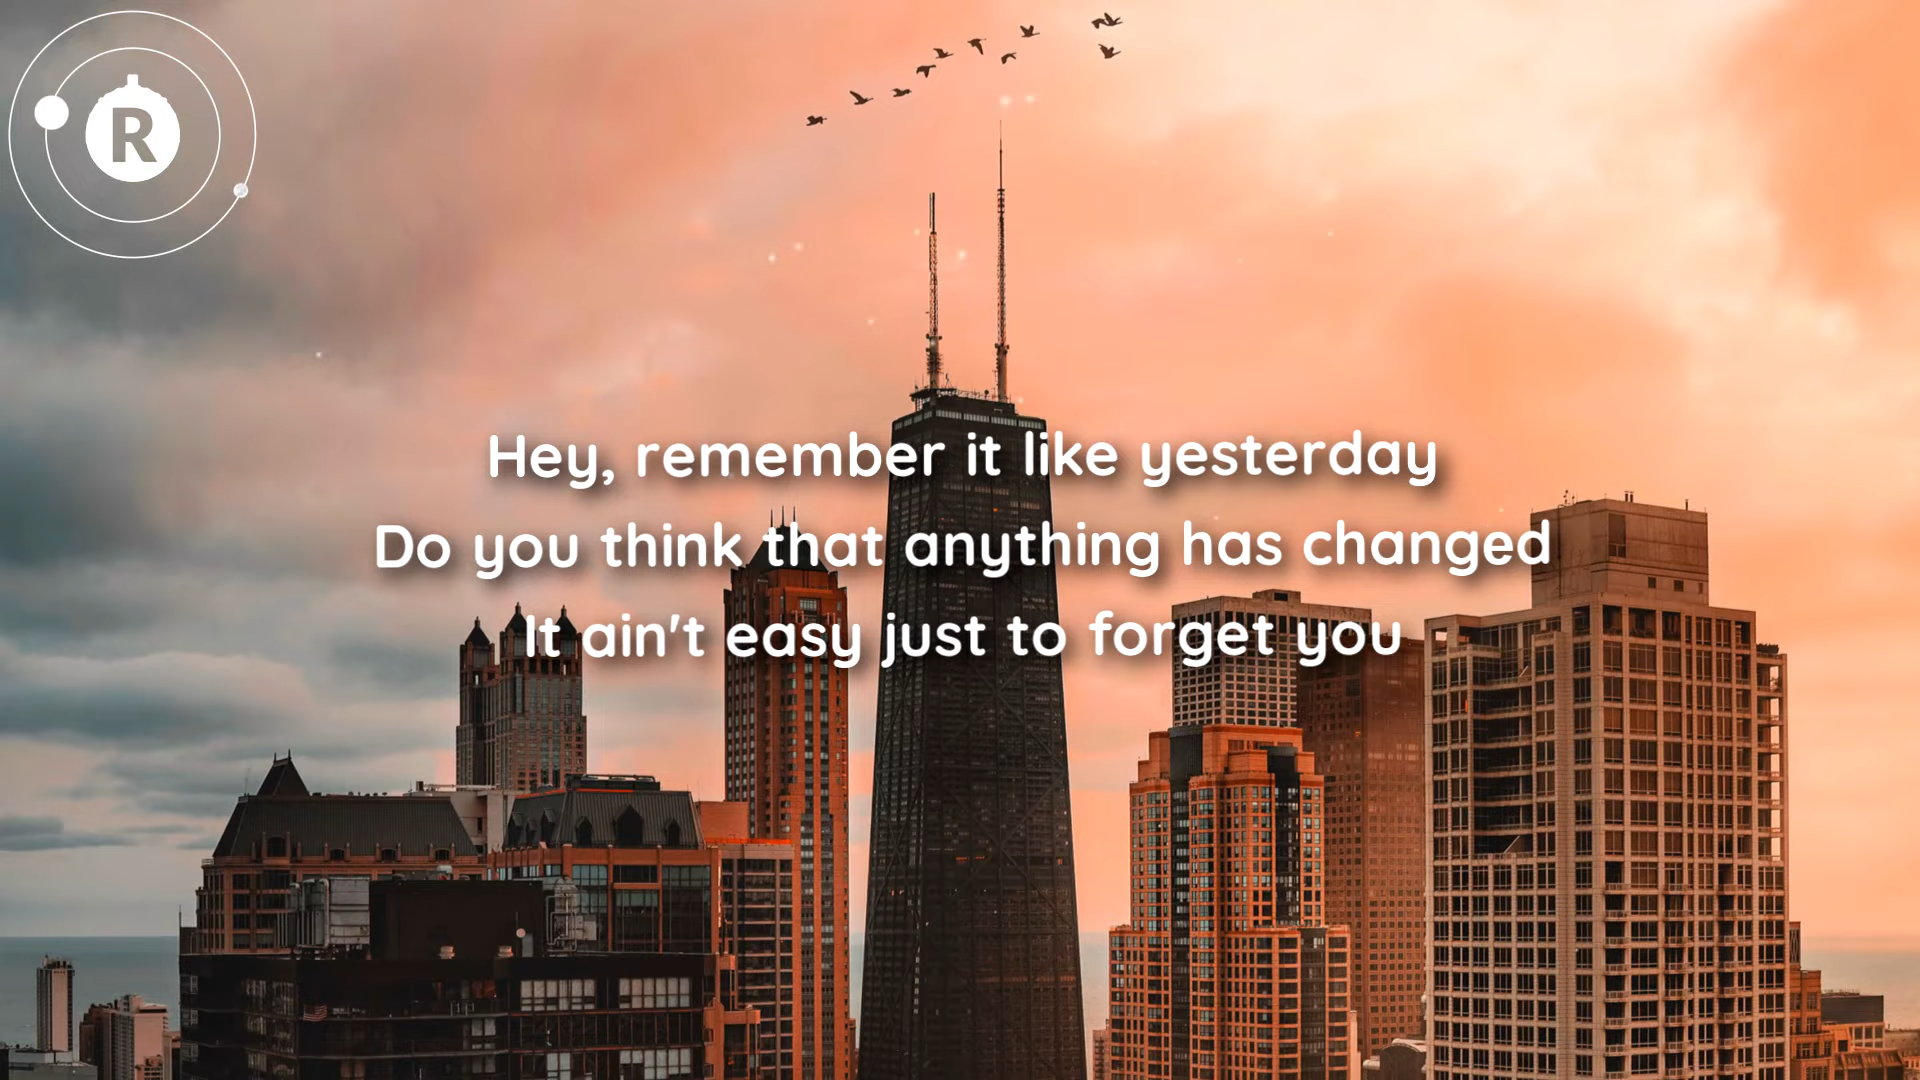 R
Hey, remember it like yesterday
Do you think that anything has changed
It ain't easy just to forget you